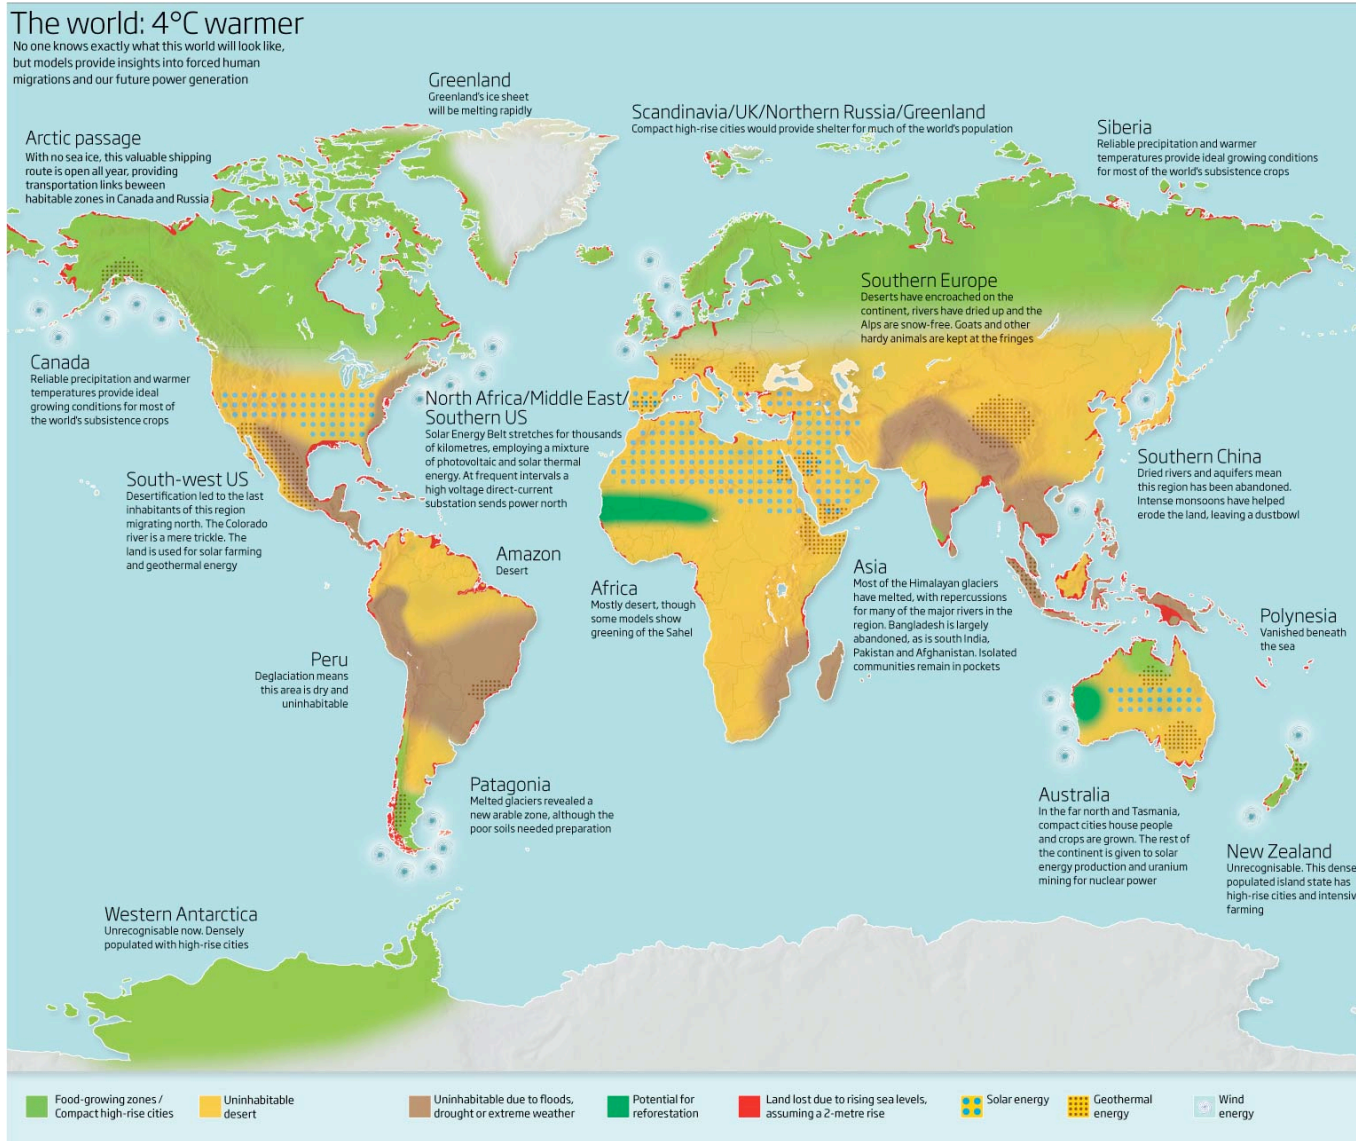 The world: 4°C warmer
No one knows exactly what this world will look like,
but models provide insights into forced human
migrations and our future power generation
Greenland
Greenland's ice sheet
will be melting rapidly
Scandinavia/UK/Northern Russia/Greenland
Compact high-rise cities would provide shelter for much of the world's population
Siberia
Reliable precipitation and warmer
temperatures provide ideal growing conditions
for most of the world's subsistence crops
Arctic passage
With no sea ice, this valuable shipping
route is open all year, providing
transportation links beween
habitable zones in Canada and Russia
Southern Europe
Deserts have encroached on the
continent, rivers have dried up and the
Alps are snow-free. Goats and other
hardy animals are kept at the fringes
Canada
Reliable precipitation and warmer
temperatures provide ideal
growing conditions for most of
the world's subsistence crops
North Africa/Middle East/
Southern US
Solar Energy Belt stretches for thousands
of kilometres, employing a mixture
of photovoltaic and solar thermal
energy. At frequent intervals a
high voltage direct-current
substation sends power north
South-west US
Desertification led to the last
inhabitants of this region
migrating north. The Colorado
river is a mere trickle. The
land is used for solar farming
and geothermal energy
Southern China
Dried rivers and aquifers mean
this region has been abandoned.
Intense monsoons have helped
erode the land, leaving a dustbowl
Amazon
Desert
Africa
Mostly desert, though
some models show
greening of the Sahel
Asia
Most of the Himalayan glaciers
have melted, with repercussions
for many of the major rivers in the
region. Bangladesh is largely
abandoned, as is south India,
Pakistan and Afghanistan. Isolated
communities remain in pockets
Polynesia
Vanished beneath
the sea
Peru
Deglaciation means
this area is dry and
uninhabitable
Patagonia
Melted glaciers revealed a
new arable zone, although the
poor soils needed preparation
Australia
In the far north and Tasmania,
compact cities house people
and crops are grown. The rest of
the continent is given to solar
energy production and uranium
mining for nuclear power
New Zealand
Unrecognisable. This dense
populated island state has
high-rise cities and intensiv
farming
Western Antarctica
Unrecognisable now. Densely
populated with high-rise cities
Food-growing zones /
Compact high-rise cities
Uninhabitable
desert
Uninhabitable due to floods,
drought or extreme weather
Potential for
reforestation
Land lost due to rising sea levels,
assuming a 2-metre rise
Solar energy
Geothermal
energy
Wind
energy